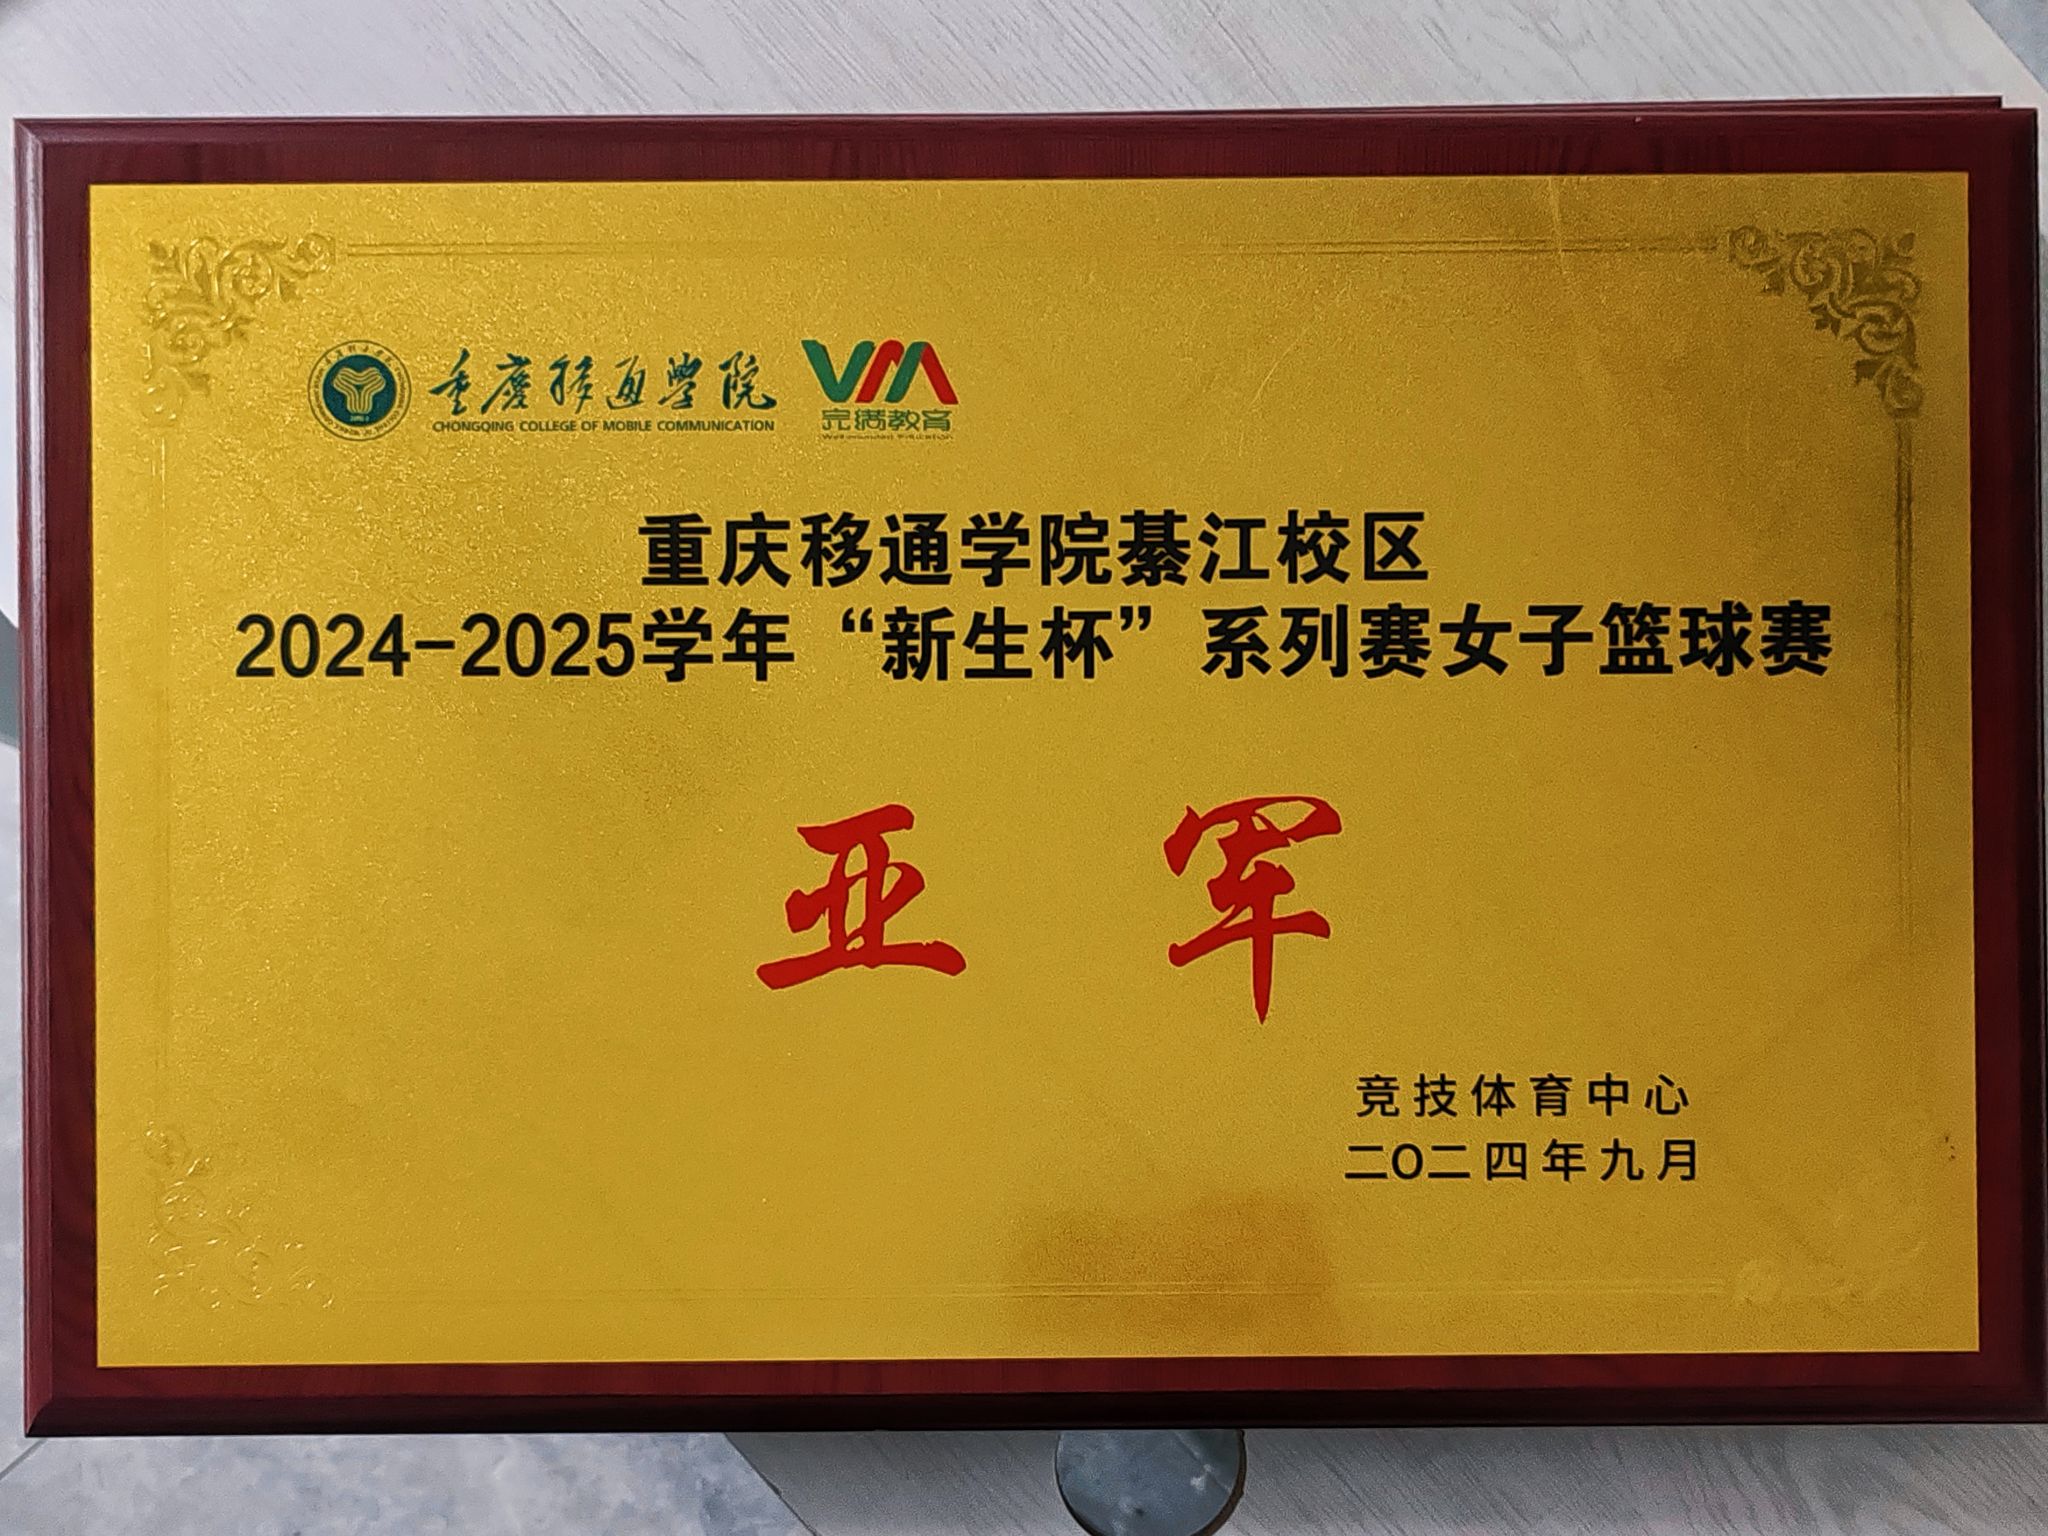 重庆移通学院
CHONGQING COLLEGE OF MOBILE COMMUNICATION
完满教育
重庆移通学院綦江校区
2024-2025学年“新生杯”系列赛女子篮球赛
亚军
竞技体育中心
二〇二四年九月